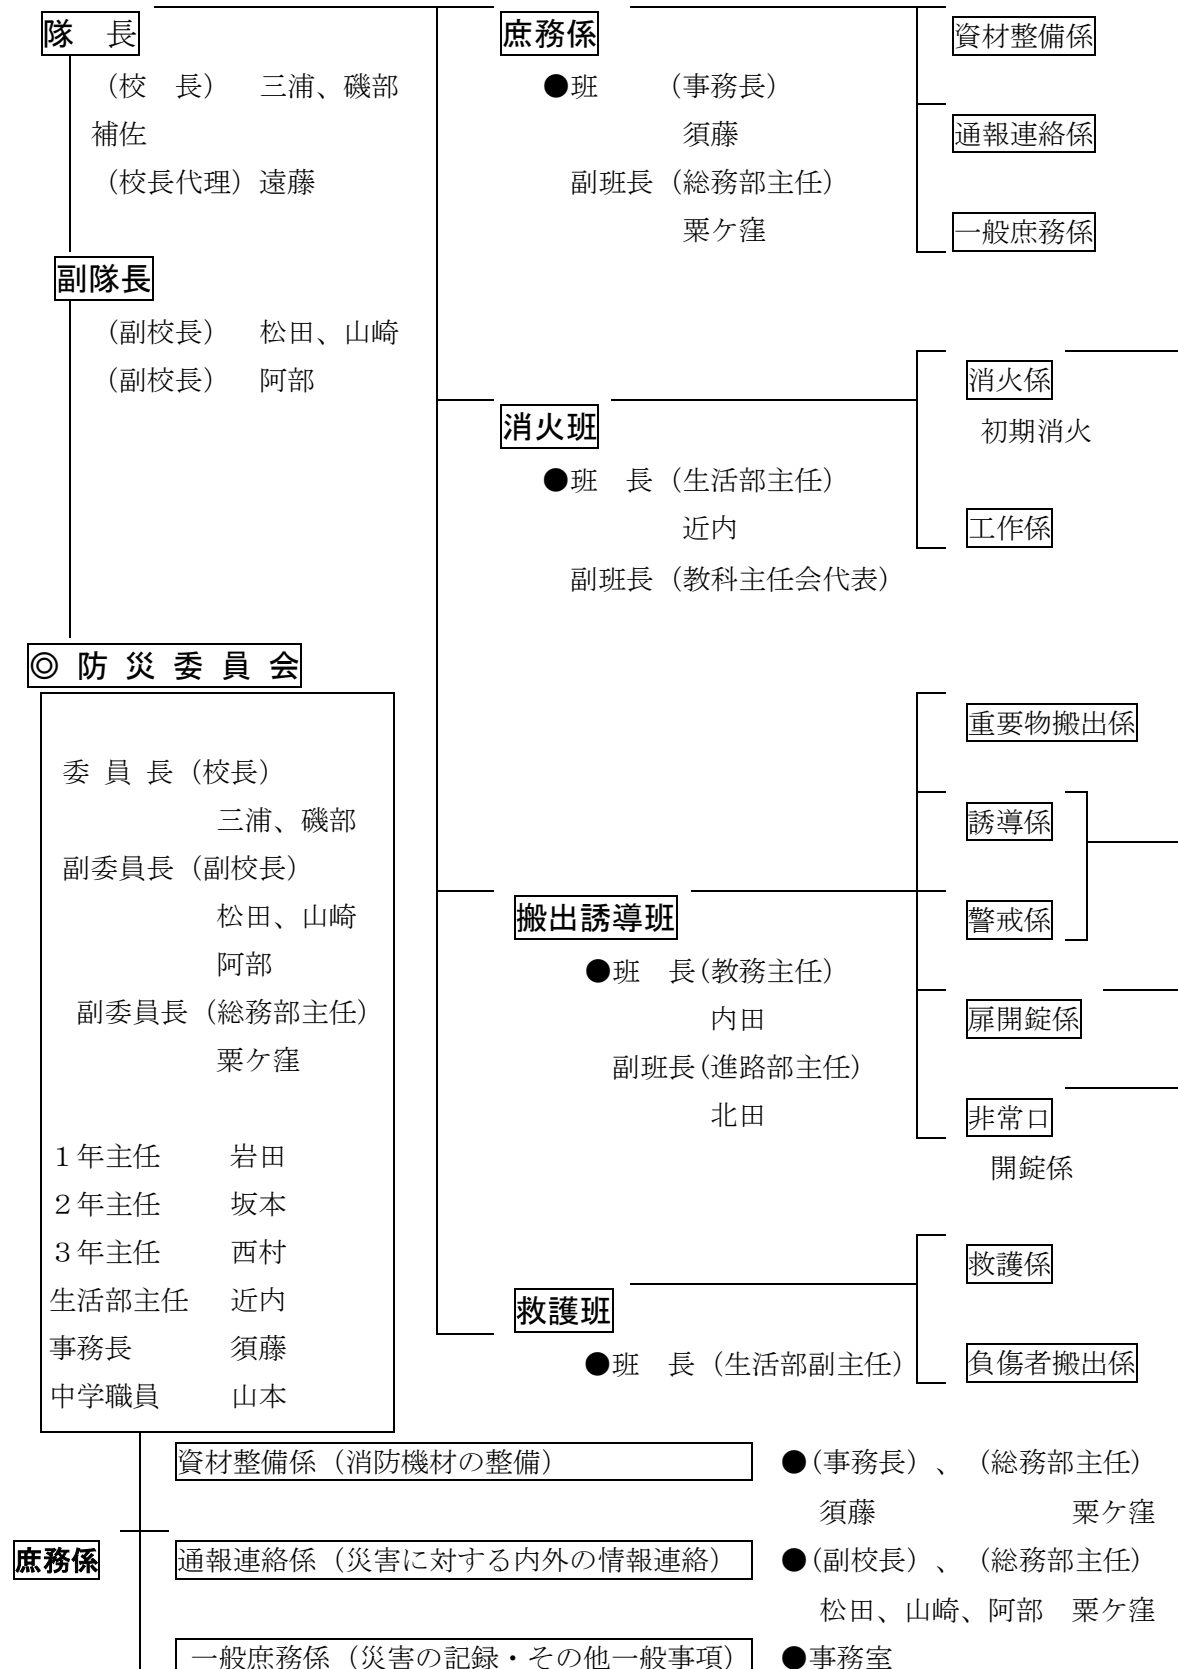 隊　長
（校　長）　三浦、磯部
補佐
（校長代理）遠藤
副隊長
（副校長）　松田、山崎
（副校長）　阿部
◎ 防 災 委 員 会
委 員 長（校長）
三浦、磯部
副委員長（副校長）
松田、山崎
阿部
副委員長（総務部主任）
粟ケ窪
１年主任　　岩田
２年主任　　坂本
３年主任　　西村
生活部主任　近内
事務長　　　須藤
中学職員　　山本
庶務係
●班　　（事務長）
須藤
副班長（総務部主任）
粟ケ窪
資材整備係
通報連絡係
一般庶務係
消火班
●班　長（生活部主任）
近内
副班長（教科主任会代表）
消火係
初期消火
工作係
搬出誘導班
●班　長（教務主任）
内田
副班長（進路部主任）
北田
重要物搬出係
誘導係
警戒係
扉開錠係
非常口
開錠係
救護班
●班　長（生活部副主任）
救護係
負傷者搬出係
庶務係
資材整備係（消防機材の整備）　●（事務長）、（総務部主任）
須藤　　　粟ケ窪
通報連絡係（災害に対する内外の情報連絡）　●（副校長）、（総務部主任）
松田、山崎、阿部　粟ケ窪
一般庶務係（災害の記録・その他一般事項）　●事務室